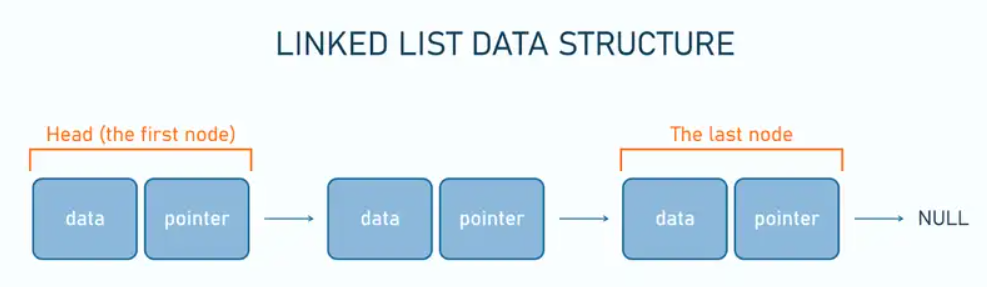 LINKED LIST DATA STRUCTURE
Head (the first node)
The last node
data pointer data pointer data pointer NULL